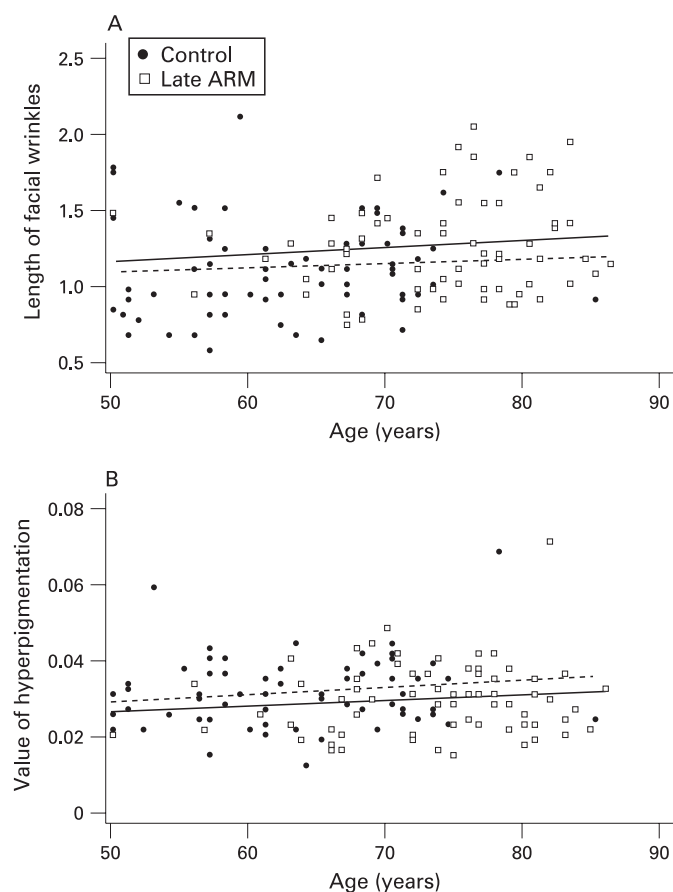 A
Control
Late ARM
2.5
2.0
1.5
1.0
0.5
Length of facial wrinkles
50 60 70 80 90
Age (years)
B
0.08
0.06
0.04
0.02
0
Value of hyperpigmentation
50 60 70 80 90
Age (years)